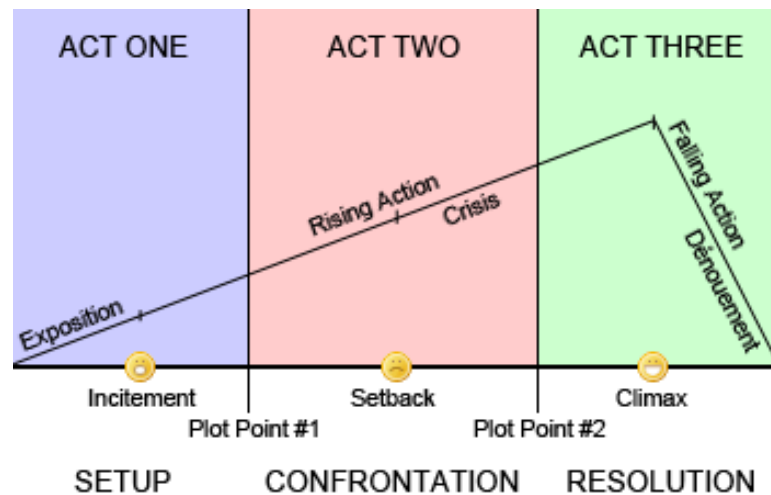 ACT ONE
ACT TWO
ACT THREE
Exposition
Rising Action
Crisis
Falling Action
Dénouement
Incitement
Setback
Climax
Plot Point #1
Plot Point #2
SETUP
CONFRONTATION
RESOLUTION